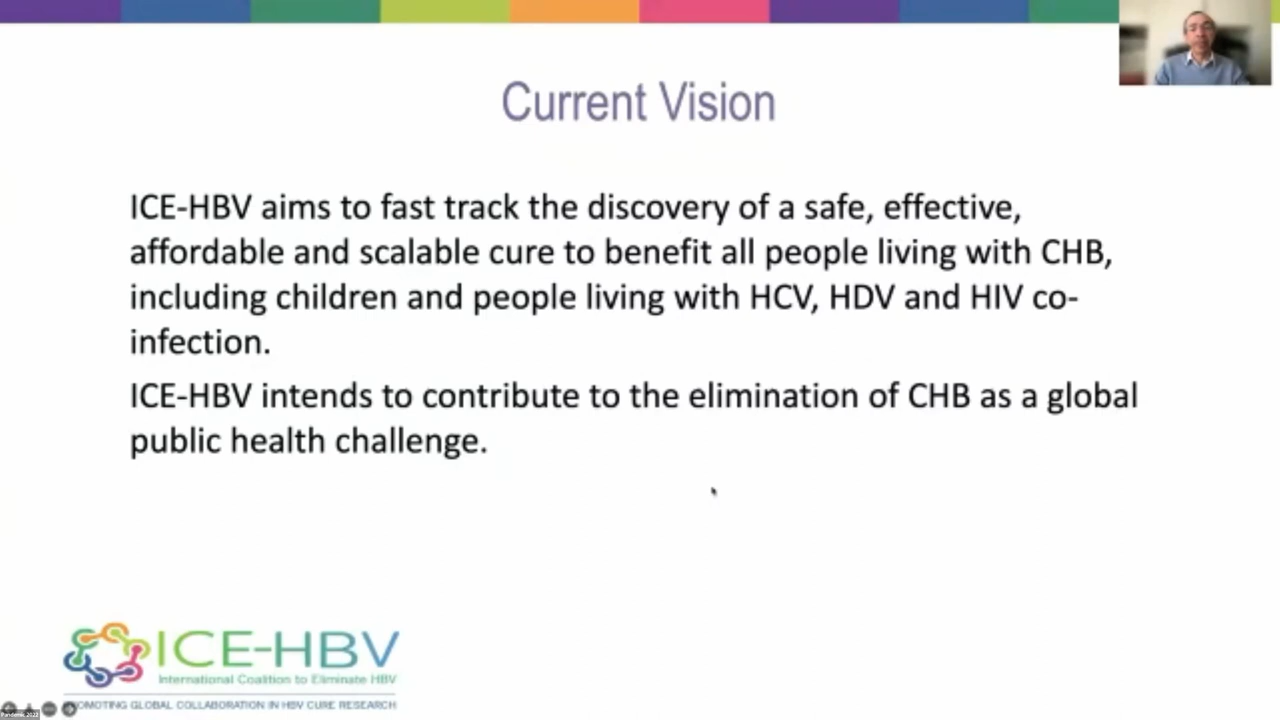 Current Vision
ICE-HBV aims to fast track the discovery of a safe, effective,
affordable and scalable cure to benefit all people living with CHB,
including children and people living with HCV, HDV and HIV co-
infection.
ICE-HBV intends to contribute to the elimination of CHB as a global
public health challenge.
ICE-HBV
International Coalition to Eliminate HBV
OMOTING GLOBAL COLLABORATION IN HBV CURE RESEARCH